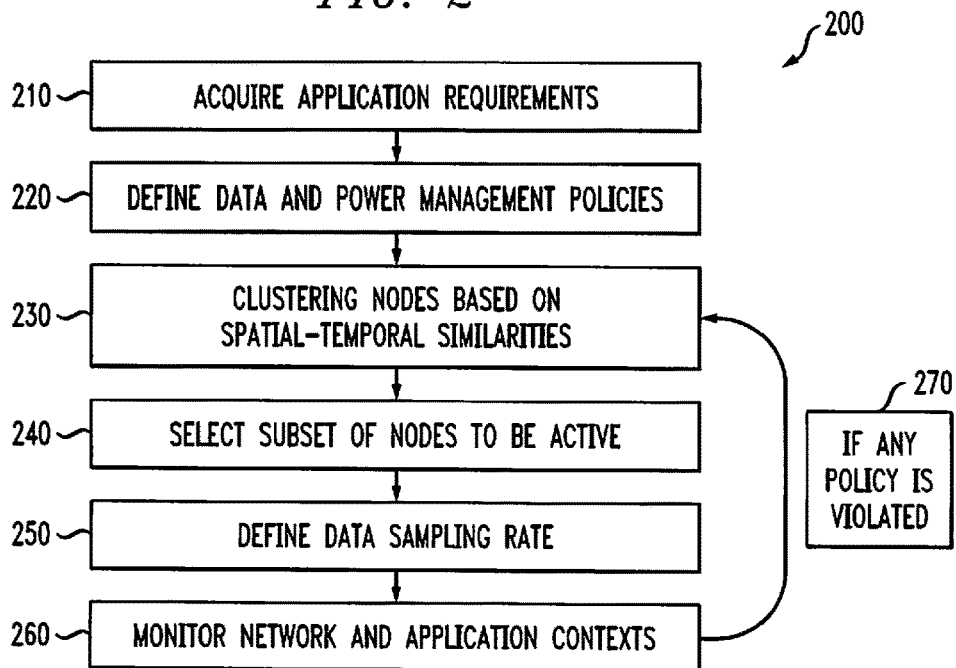 FIG. 2
200
210 ACQUIRE APPLICATION REQUIREMENTS
220 DEFINE DATA AND POWER MANAGEMENT POLICIES
230 CLUSTERING NODES BASED ON
SPATIAL-TEMPORAL SIMILARITIES
240 SELECT SUBSET OF NODES TO BE ACTIVE
250 DEFINE DATA SAMPLING RATE
260 MONITOR NETWORK AND APPLICATION CONTEXTS
270
IF ANY
POLICY IS
VIOLATED